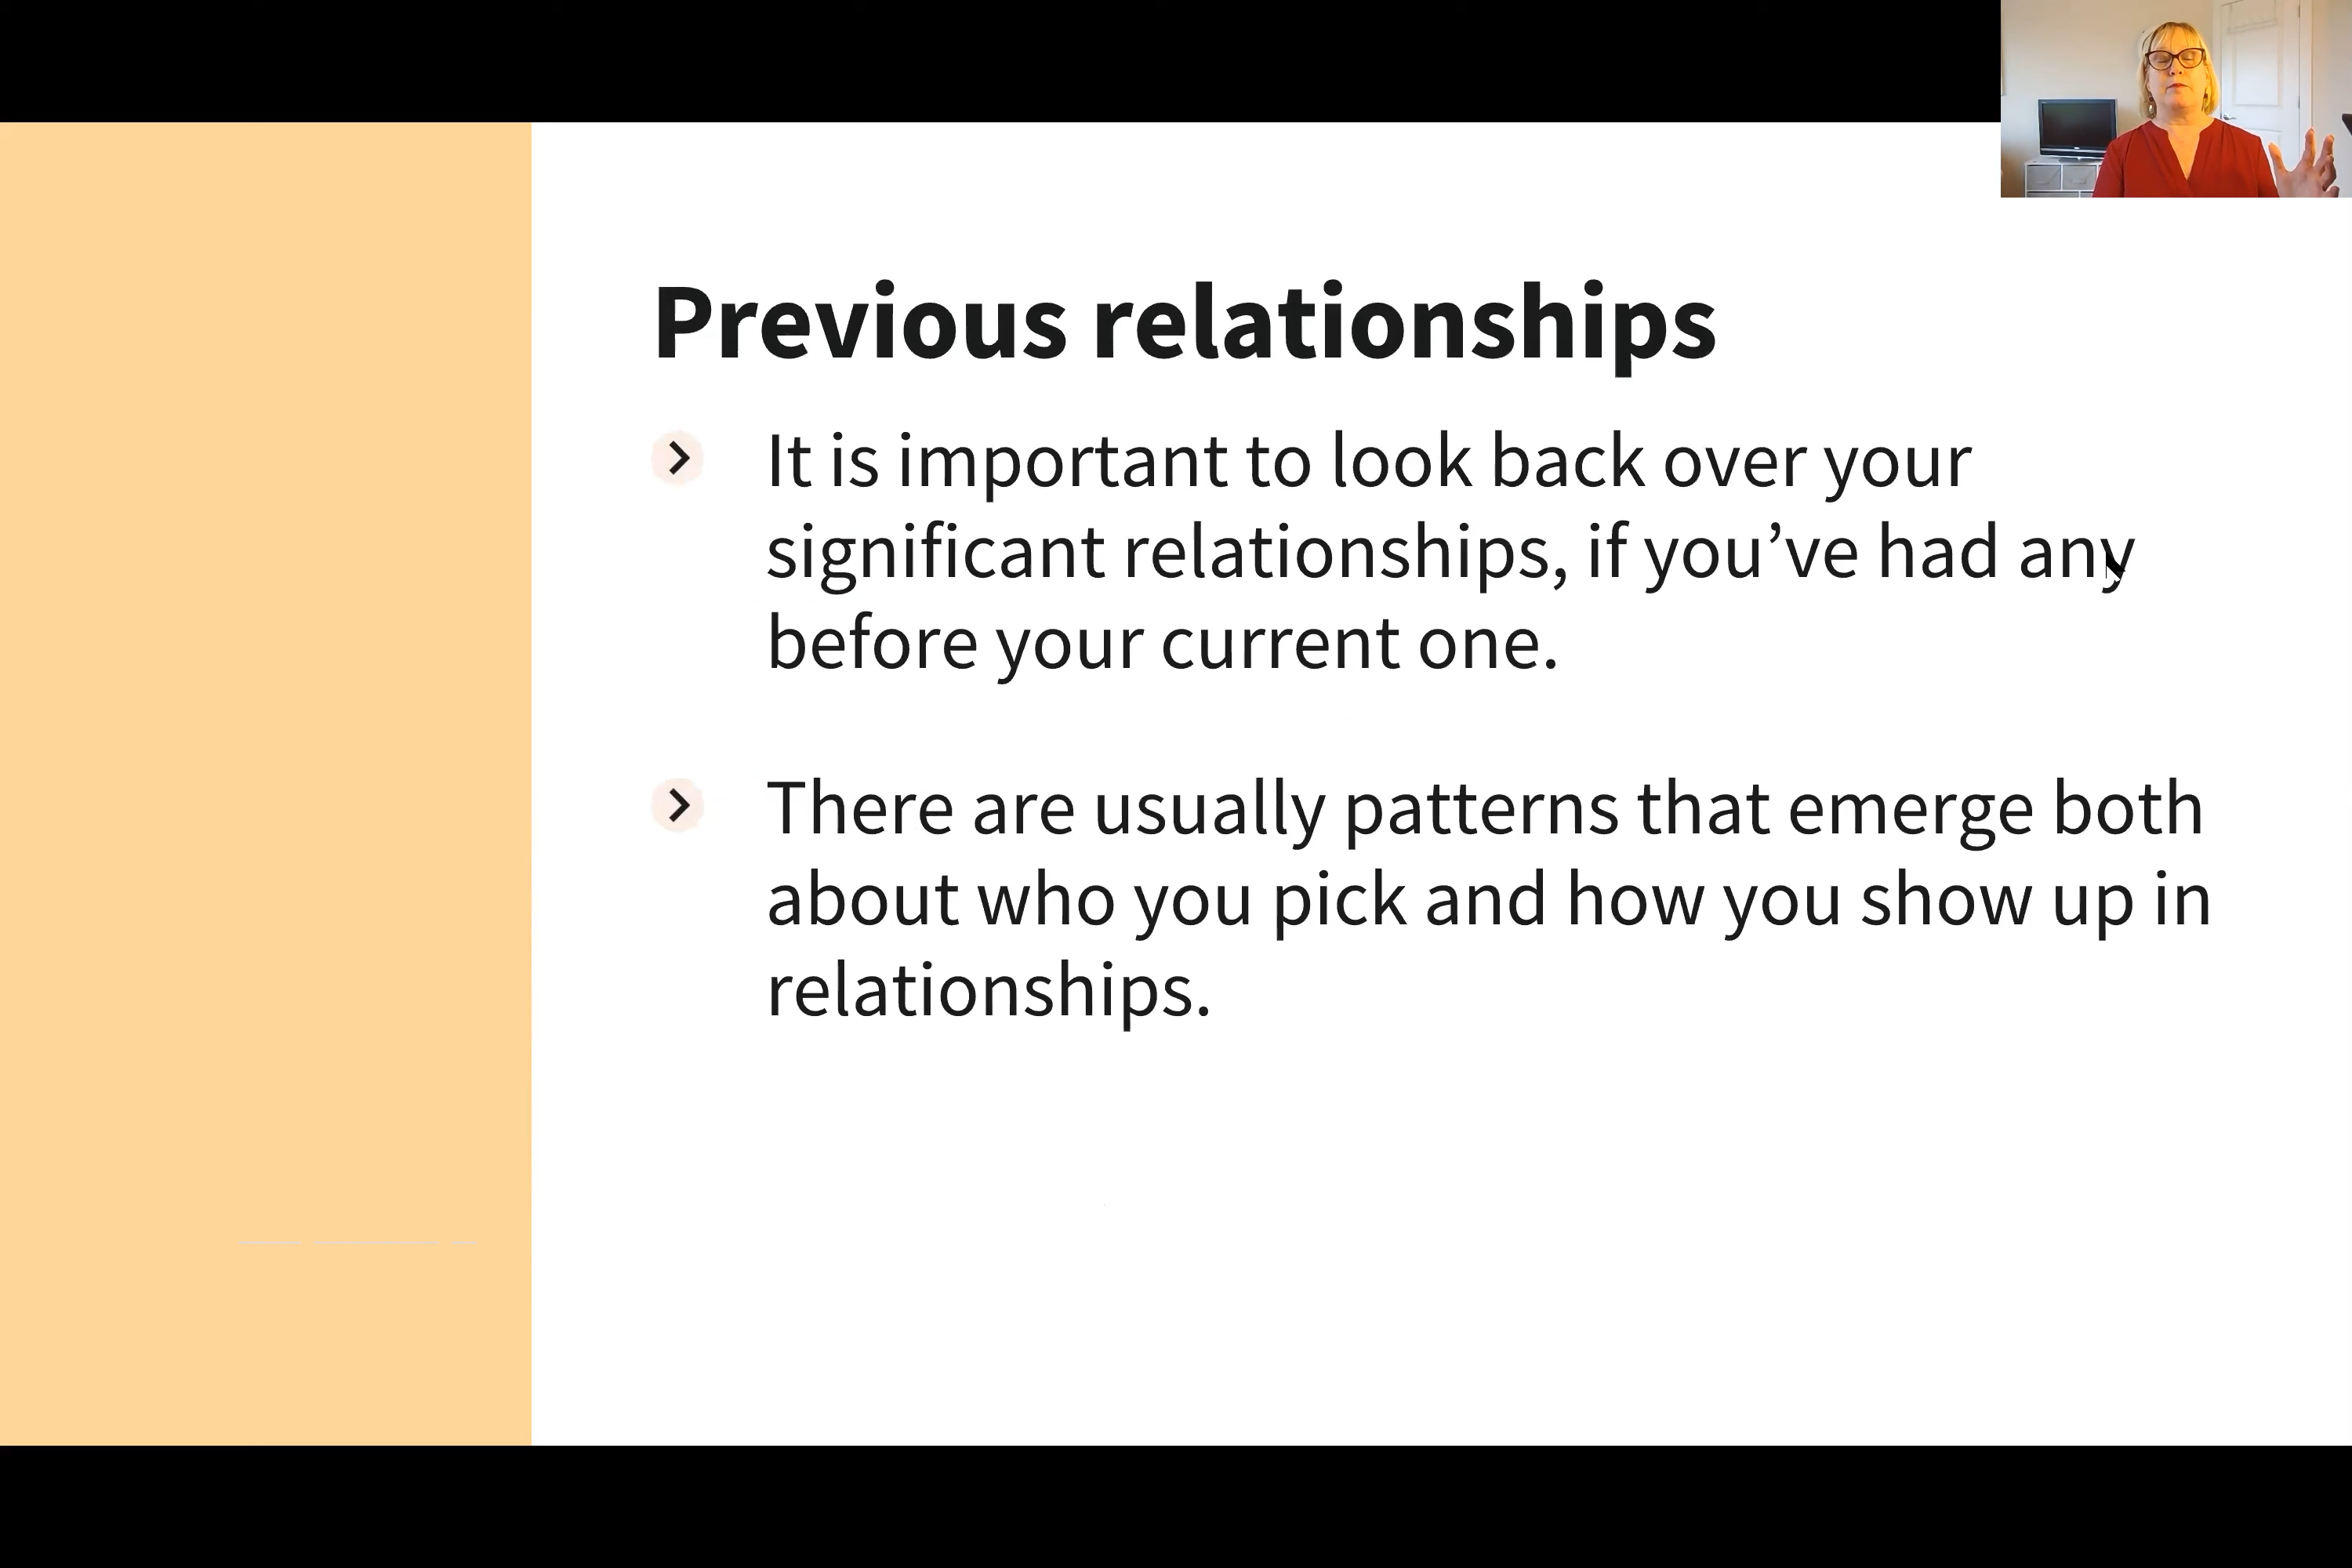 Previous relationships
It is important to look back over your
significant relationships, if you’ve had any
before your current one.
There are usually patterns that emerge both
about who you pick and how you show up in
relationships.